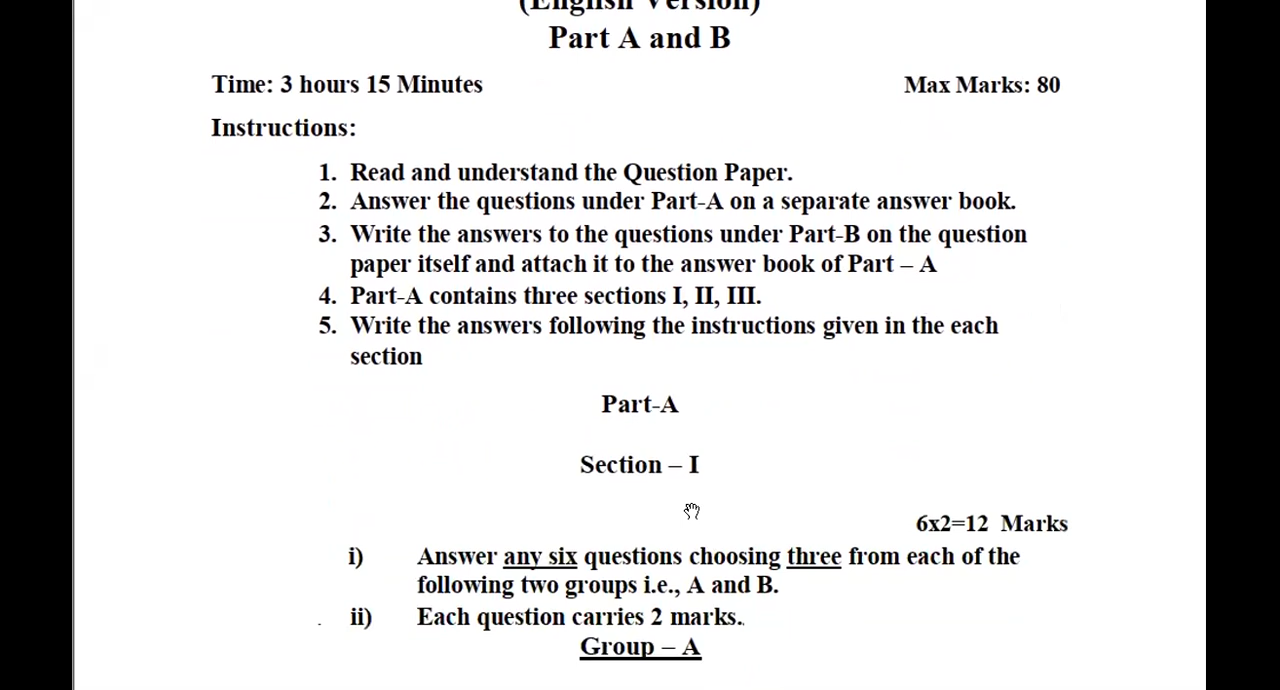 (English Version)
Part A and B
Time: 3 hours 15 Minutes Max Marks: 80
Instructions:
1. Read and understand the Question Paper.
2. Answer the questions under Part-A on a separate answer book.
3. Write the answers to the questions under Part-B on the question
paper itself and attach it to the answer book of Part – A
4. Part-A contains three sections I, II, III.
5. Write the answers following the instructions given in the each
section
Part-A
Section – I
6x2=12 Marks
i) Answer any six questions choosing three from each of the
following two groups i.e., A and B.
ii) Each question carries 2 marks.
Group – A